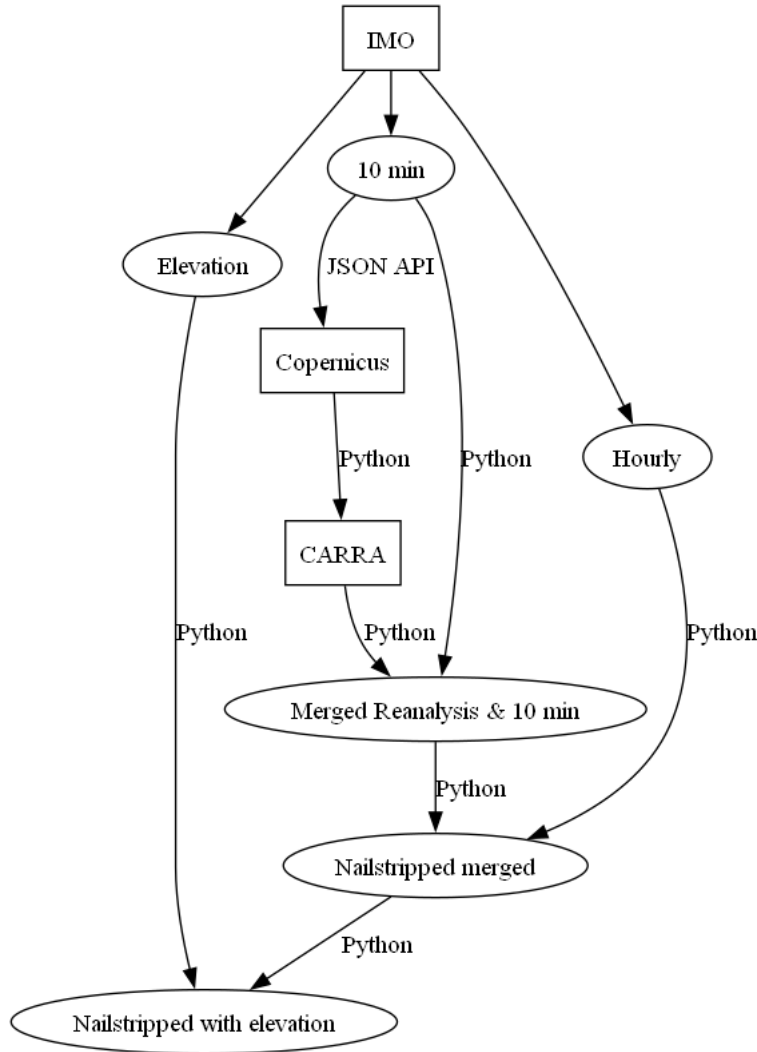 IMO
10 min
Elevation
JSON API
Copernicus
Python
Python
Hourly
CARRA
Python
Python
Python
Merged Reanalysis & 10 min
Python
Nailstripped merged
Python
Nailstripped with elevation